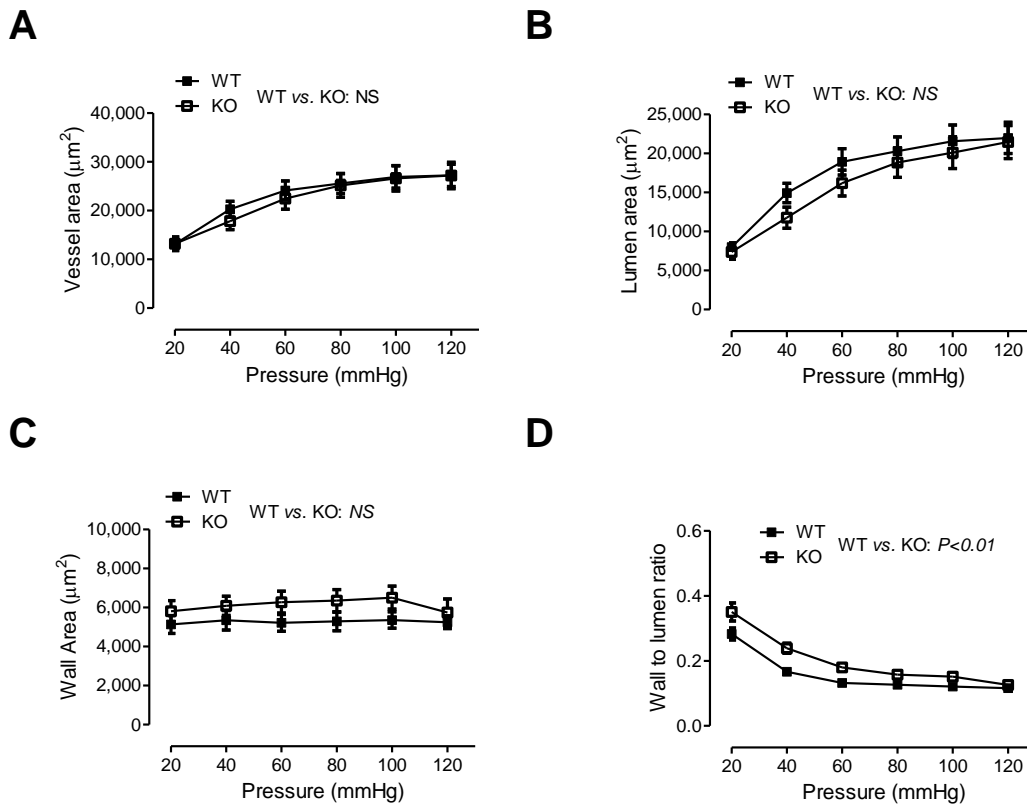 A
WT
KO
WT vs. KO: NS
Vessel area (μm²)
40,000
30,000
20,000
10,000
0
20 40 60 80 100 120
Pressure (mmHg)
B
WT
KO
WT vs. KO: NS
Lumen area (μm²)
25,000
20,000
15,000
10,000
5,000
0
20 40 60 80 100 120
Pressure (mmHg)
C
WT
KO
WT vs. KO: NS
Wall Area (μm²)
10,000
8,000
6,000
4,000
2,000
0
20 40 60 80 100 120
Pressure (mmHg)
D
WT
KO
WT vs. KO: P<0.01
Wall to lumen ratio
0.6
0.4
0.2
0.0
20 40 60 80 100 120
Pressure (mmHg)